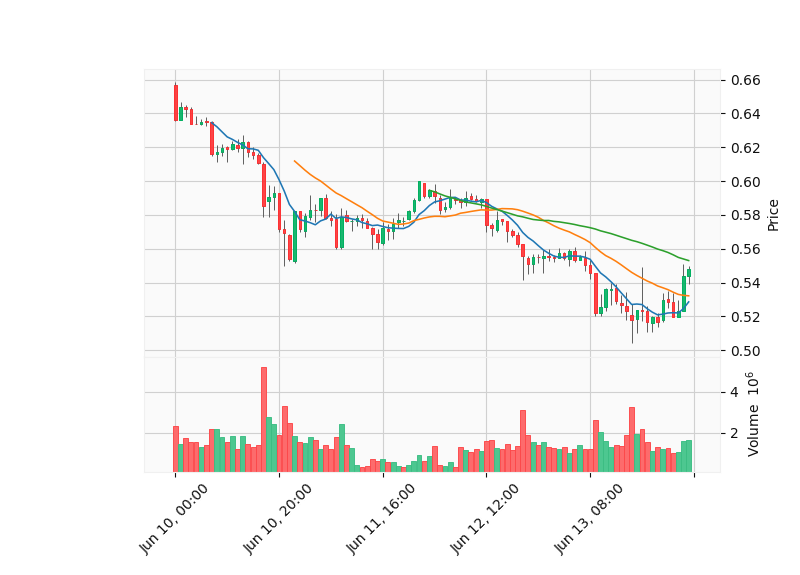 0.66
0.64
0.62
0.60
0.58
0.56
0.54
0.52
0.50
Price
4
2
Volume 10^6
Jun 10, 00:00
Jun 10, 20:00
Jun 11, 16:00
Jun 12, 12:00
Jun 13, 08:00